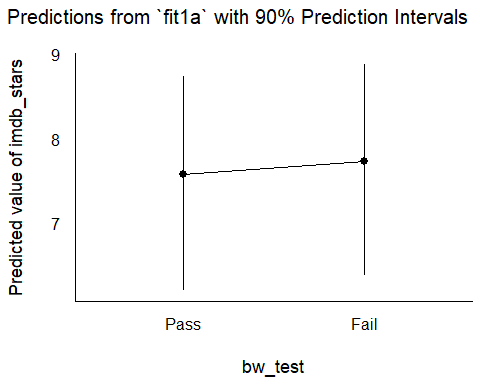 Predictions from `fit1a` with 90% Prediction Intervals
Predicted value of imdb_stars
9
8
7
Pass Fail
bw_test